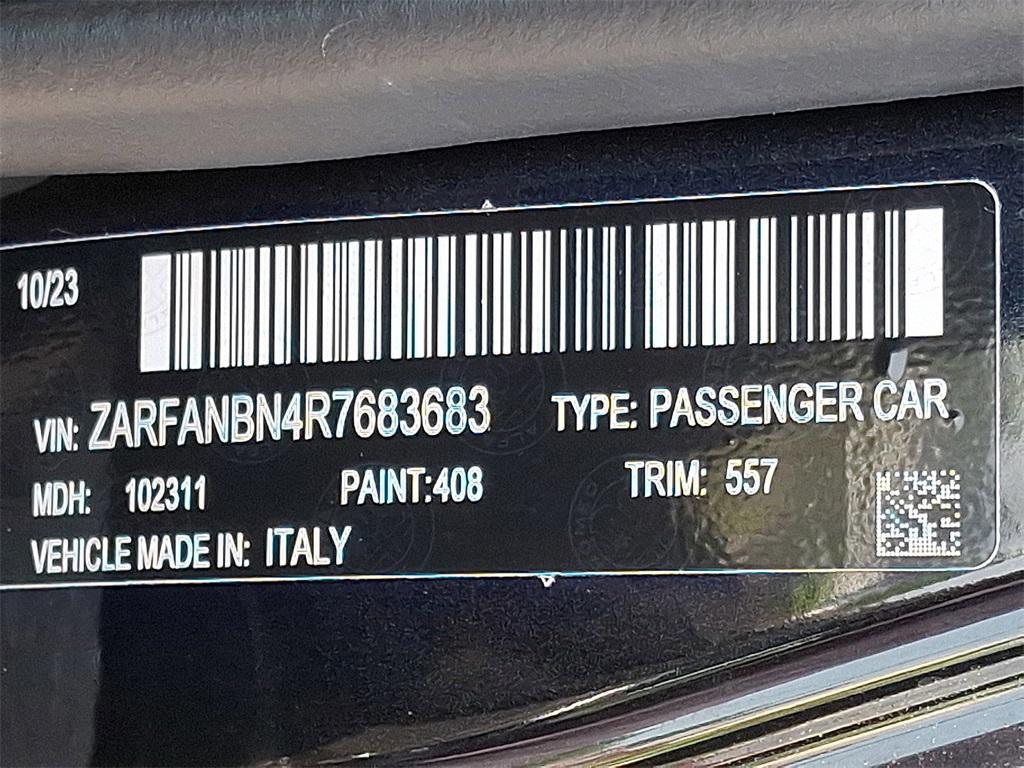 10/23
VIN: ZARFANBN4R7683683 TYPE: PASSENGER CAR
MDH: 102311 PAINT:408 TRIM: 557
VEHICLE MADE IN: ITALY